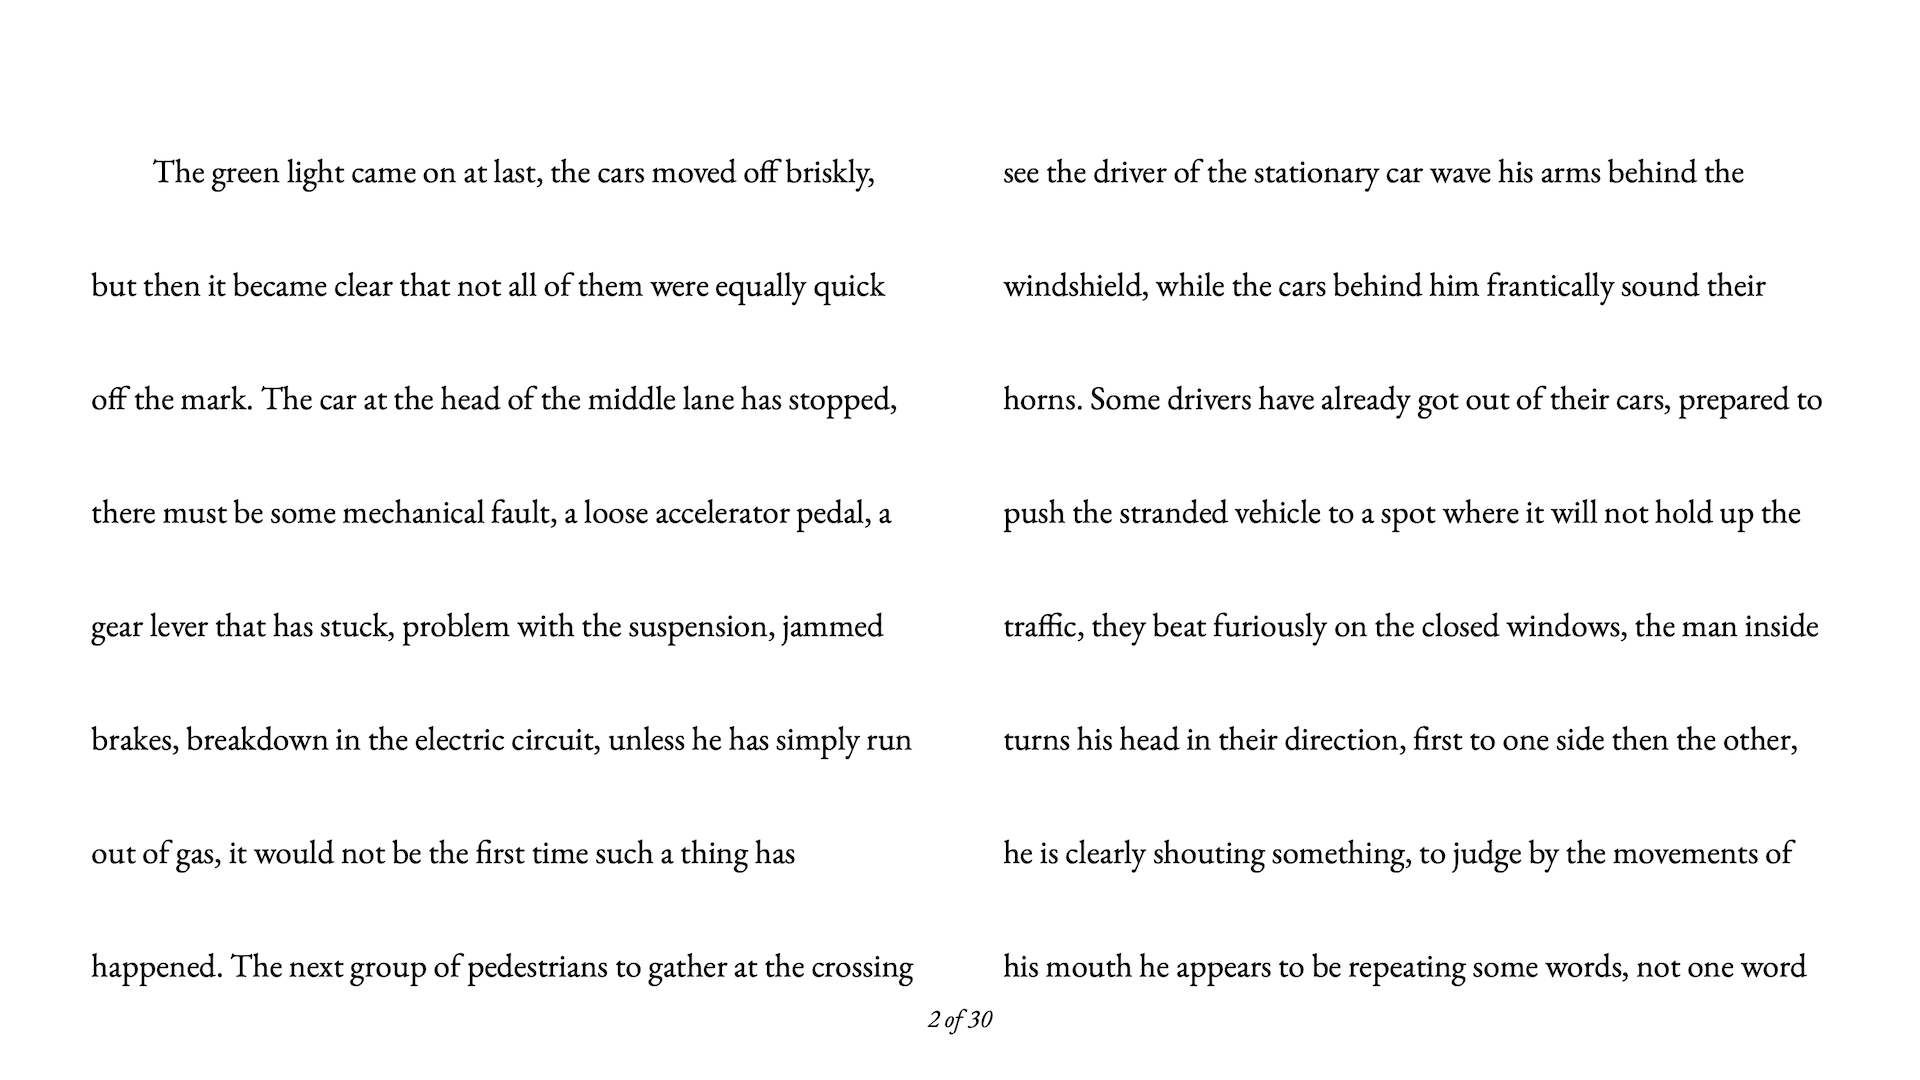 The green light came on at last, the cars moved off briskly,
but then it became clear that not all of them were equally quick
off the mark. The car at the head of the middle lane has stopped,
there must be some mechanical fault, a loose accelerator pedal, a
gear lever that has stuck, problem with the suspension, jammed
brakes, breakdown in the electric circuit, unless he has simply run
out of gas, it would not be the first time such a thing has
happened. The next group of pedestrians to gather at the crossing
see the driver of the stationary car wave his arms behind the
windshield, while the cars behind him frantically sound their
horns. Some drivers have already got out of their cars, prepared to
push the stranded vehicle to a spot where it will not hold up the
traffic, they beat furiously on the closed windows, the man inside
turns his head in their direction, first to one side then the other,
he is clearly shouting something, to judge by the movements of
his mouth he appears to be repeating some words, not one word
2 of 30